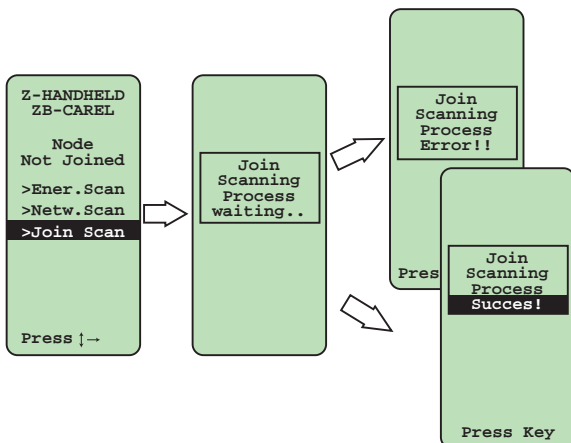 Z-HANDHELD
ZB-CAREL
Node
Not Joined
>Ener.Scan
>Netw.Scan
>Join Scan
Press ↕→
Join
Scanning
Process
waiting..
Join
Scanning
Process
Error!!
Pres
Join
Scanning
Process
Succes!
Press Key